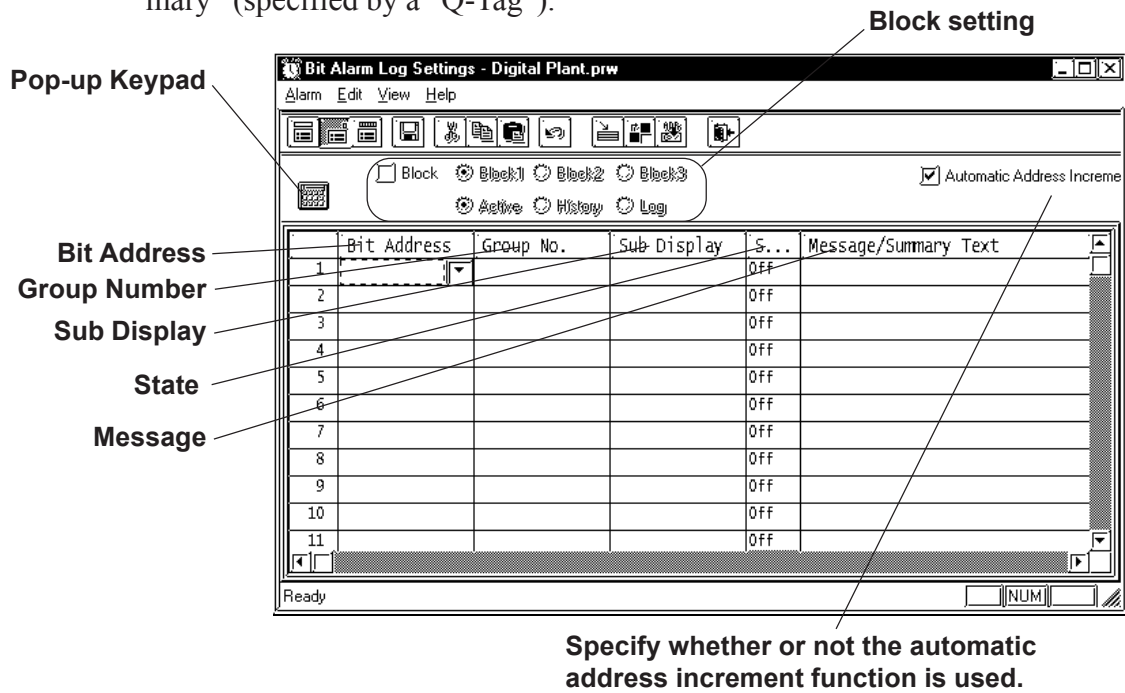 mary" (specified by a "Q-Tag").
Block setting
Pop-up Keypad
Bit Alarm Log Settings - Digital Plant.prw
Alarm Edit View Help
Block Block1 Block2 Block3
Automatic Address Increme
Active History Log
Bit Address
Group Number
Sub Display
State
Message
Bit Address Group No. Sub Display S... Message/Summary Text
1 Off
2 Off
3 Off
4 Off
5 Off
6 Off
7 Off
8 Off
9 Off
10 Off
11 Off
Ready NUM
Specify whether or not the automatic
address increment function is used.